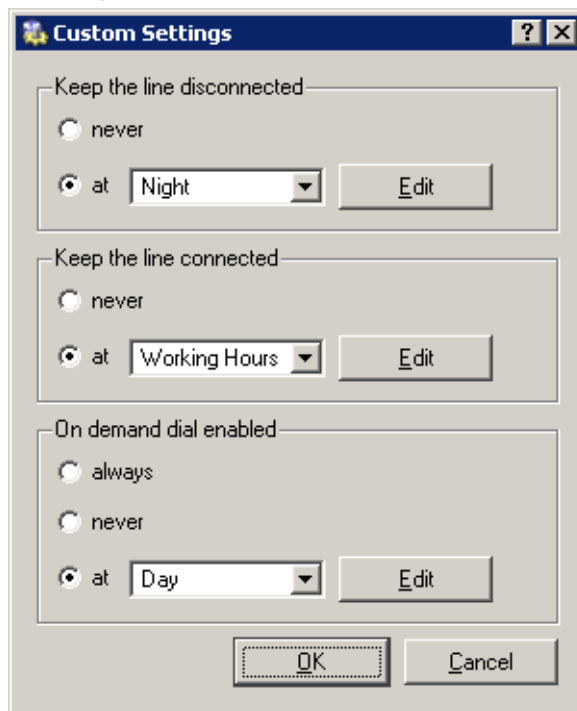 Custom Settings
Keep the line disconnected
never
at Night Edit
Keep the line connected
never
at Working Hours Edit
On demand dial enabled
always
never
at Day Edit
OK Cancel